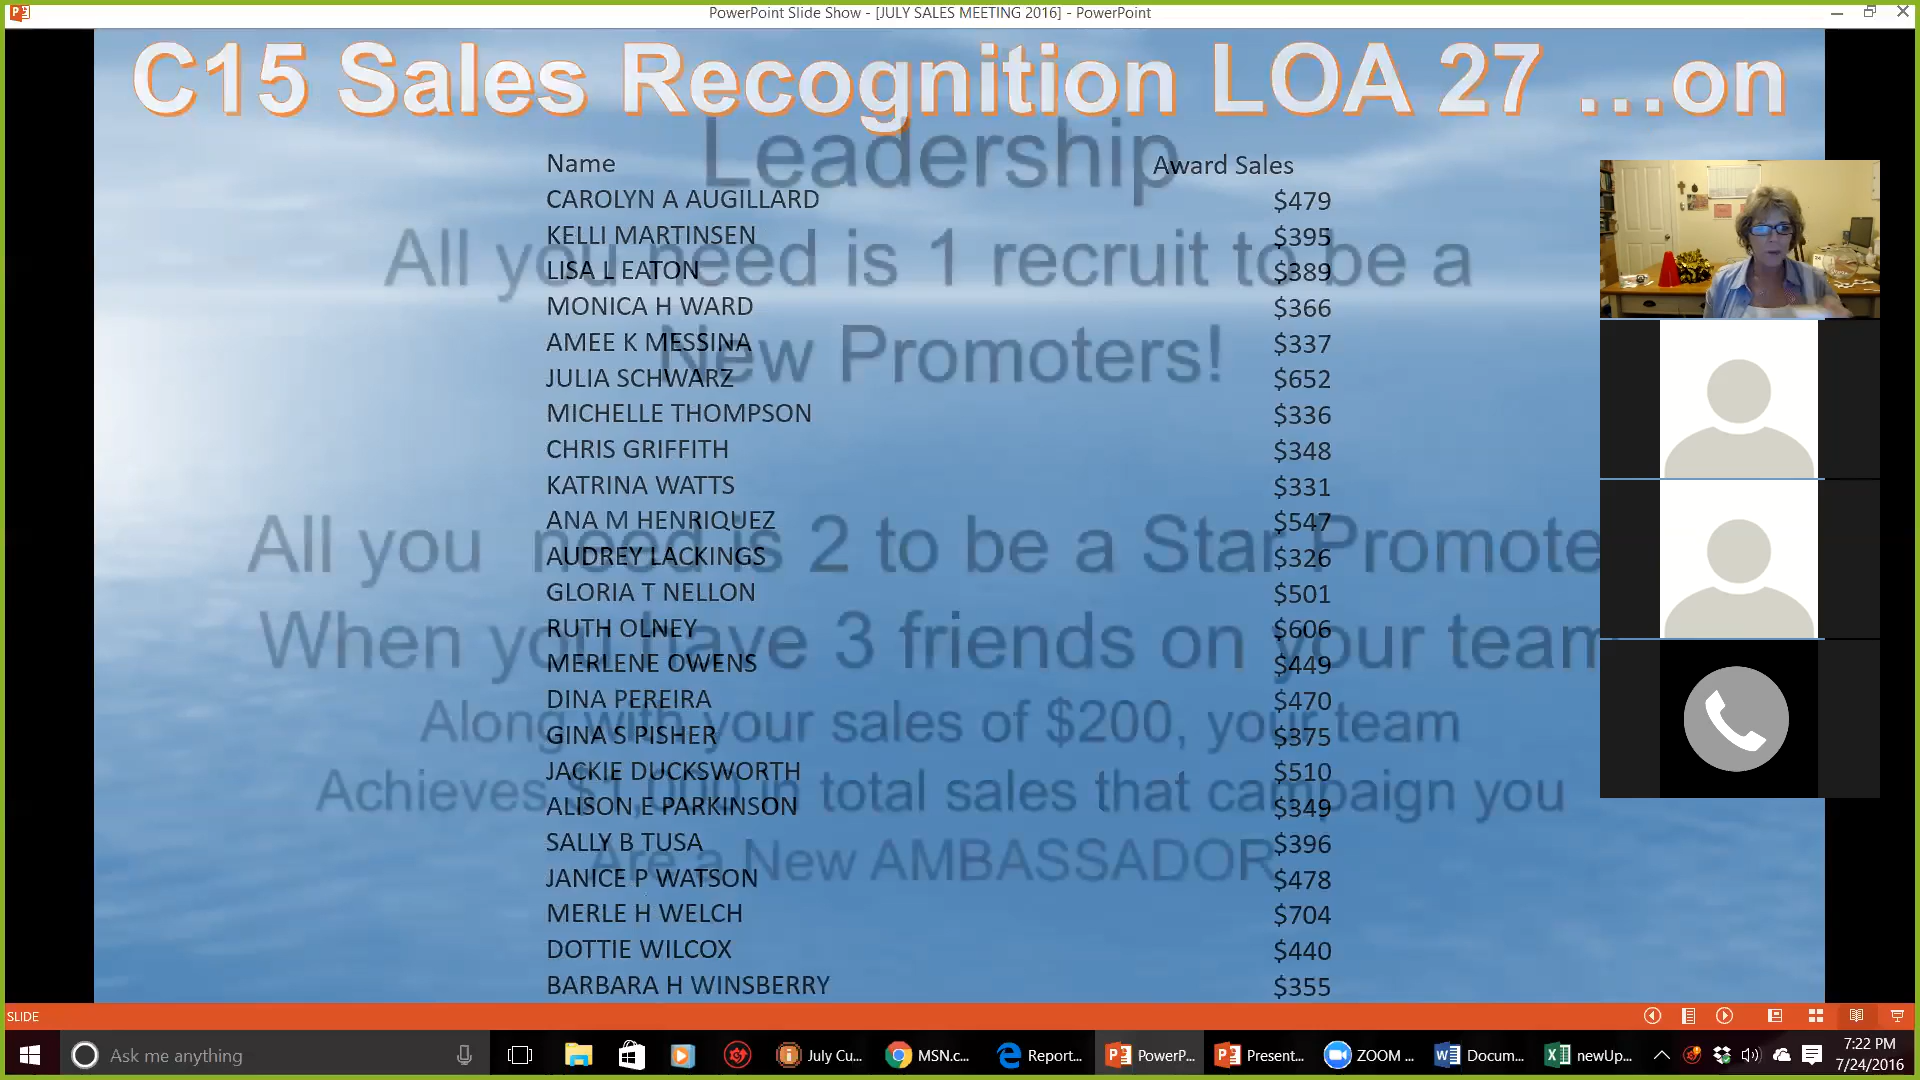 PowerPoint Slide Show - [JULY SALES MEETING 2016] - PowerPoint
C15 Sales Recognition LOA 27 ...on
Leadership
All you need is 1 recruit to be a
New Promoters!
All you need is 2 to be a Star Promote
When you have 3 friends on your team
Along with your sales of $200, your team
Achieves $1,000 in total sales that campaign you
Are a New AMBASSADOR
Name Award Sales
CAROLYN A AUGILLARD $479
KELLI MARTINSEN $395
LISA L EATON $389
MONICA H WARD $366
AMEE K MESSINA $337
JULIA SCHWARZ $652
MICHELLE THOMPSON $336
CHRIS GRIFFITH $348
KATRINA WATTS $331
ANA M HENRIQUEZ $547
AUDREY LACKINGS $326
GLORIA T NELLON $501
RUTH OLNEY $606
MERLENE OWENS $449
DINA PEREIRA $470
GINA S PISHER $375
JACKIE DUCKSWORTH $510
ALISON E PARKINSON $349
SALLY B TUSA $396
JANICE P WATSON $478
MERLE H WELCH $704
DOTTIE WILCOX $440
BARBARA H WINSBERRY $355
SLIDE
Ask me anything
July Cu...
MSN.c...
Report...
PowerP...
Present...
ZOOM ...
Docum...
newUp...
7:22 PM
7/24/2016